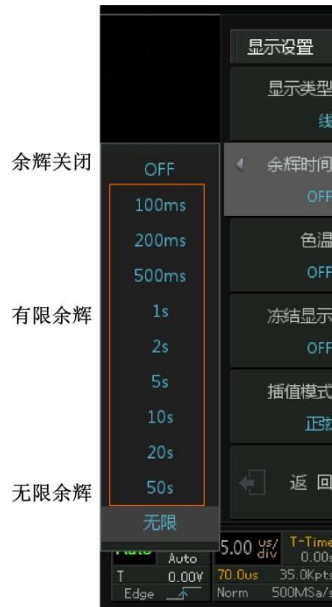 显示设置
显示类型
线
余辉关闭
OFF
余辉时间
OFF
100ms
200ms
色温
500ms
OFF
有限余辉
1s
冻结显示
2s
OFF
5s
插值模式
10s
正弦
20s
无限余辉
50s
返 回
无限
Auto
5.00 us/div
T-Time
0.00s
T
0.00V
70.0us
35.0Kpts
Edge
Norm
500MSa/s